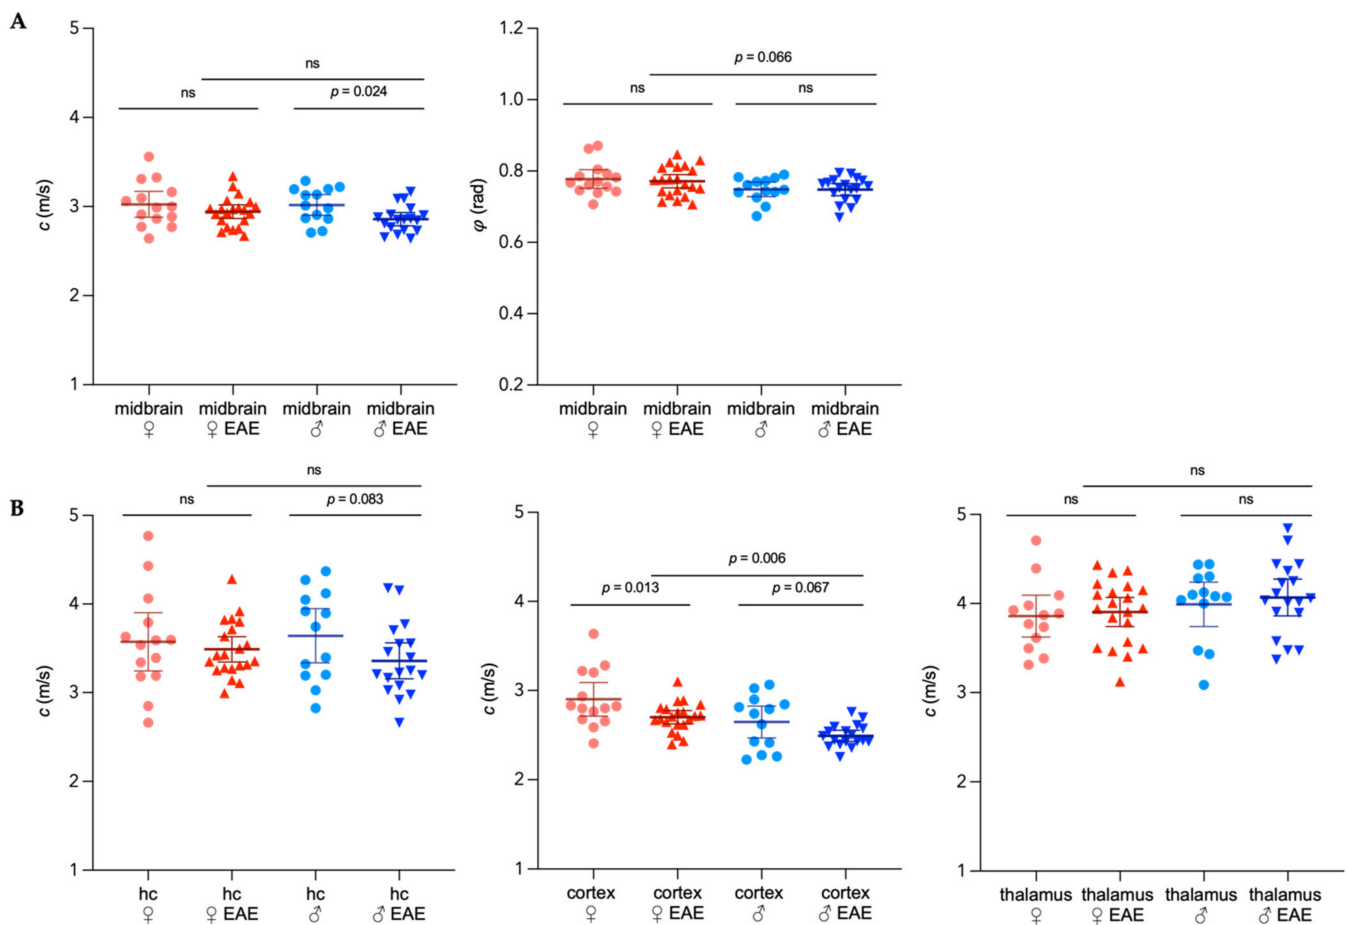 A
5
4
3
2
1
c (m/s)
ns
ns
p = 0.024
midbrain midbrain midbrain midbrain
♀ ♀ EAE ♂ ♂ EAE
1.2
1.0
0.8
0.6
0.4
0.2
φ (rad)
p = 0.066
ns
ns
midbrain midbrain midbrain midbrain
♀ ♀ EAE ♂ ♂ EAE
B
5
4
3
2
1
c (m/s)
ns
ns
p = 0.083
hc hc hc hc
♀ ♀ EAE ♂ ♂ EAE
5
4
3
2
1
c (m/s)
p = 0.006
p = 0.013
p = 0.067
cortex cortex cortex cortex
♀ ♀ EAE ♂ ♂ EAE
5
4
3
2
1
c (m/s)
ns
ns
ns
thalamus thalamus thalamus thalamus
♀ ♀ EAE ♂ ♂ EAE